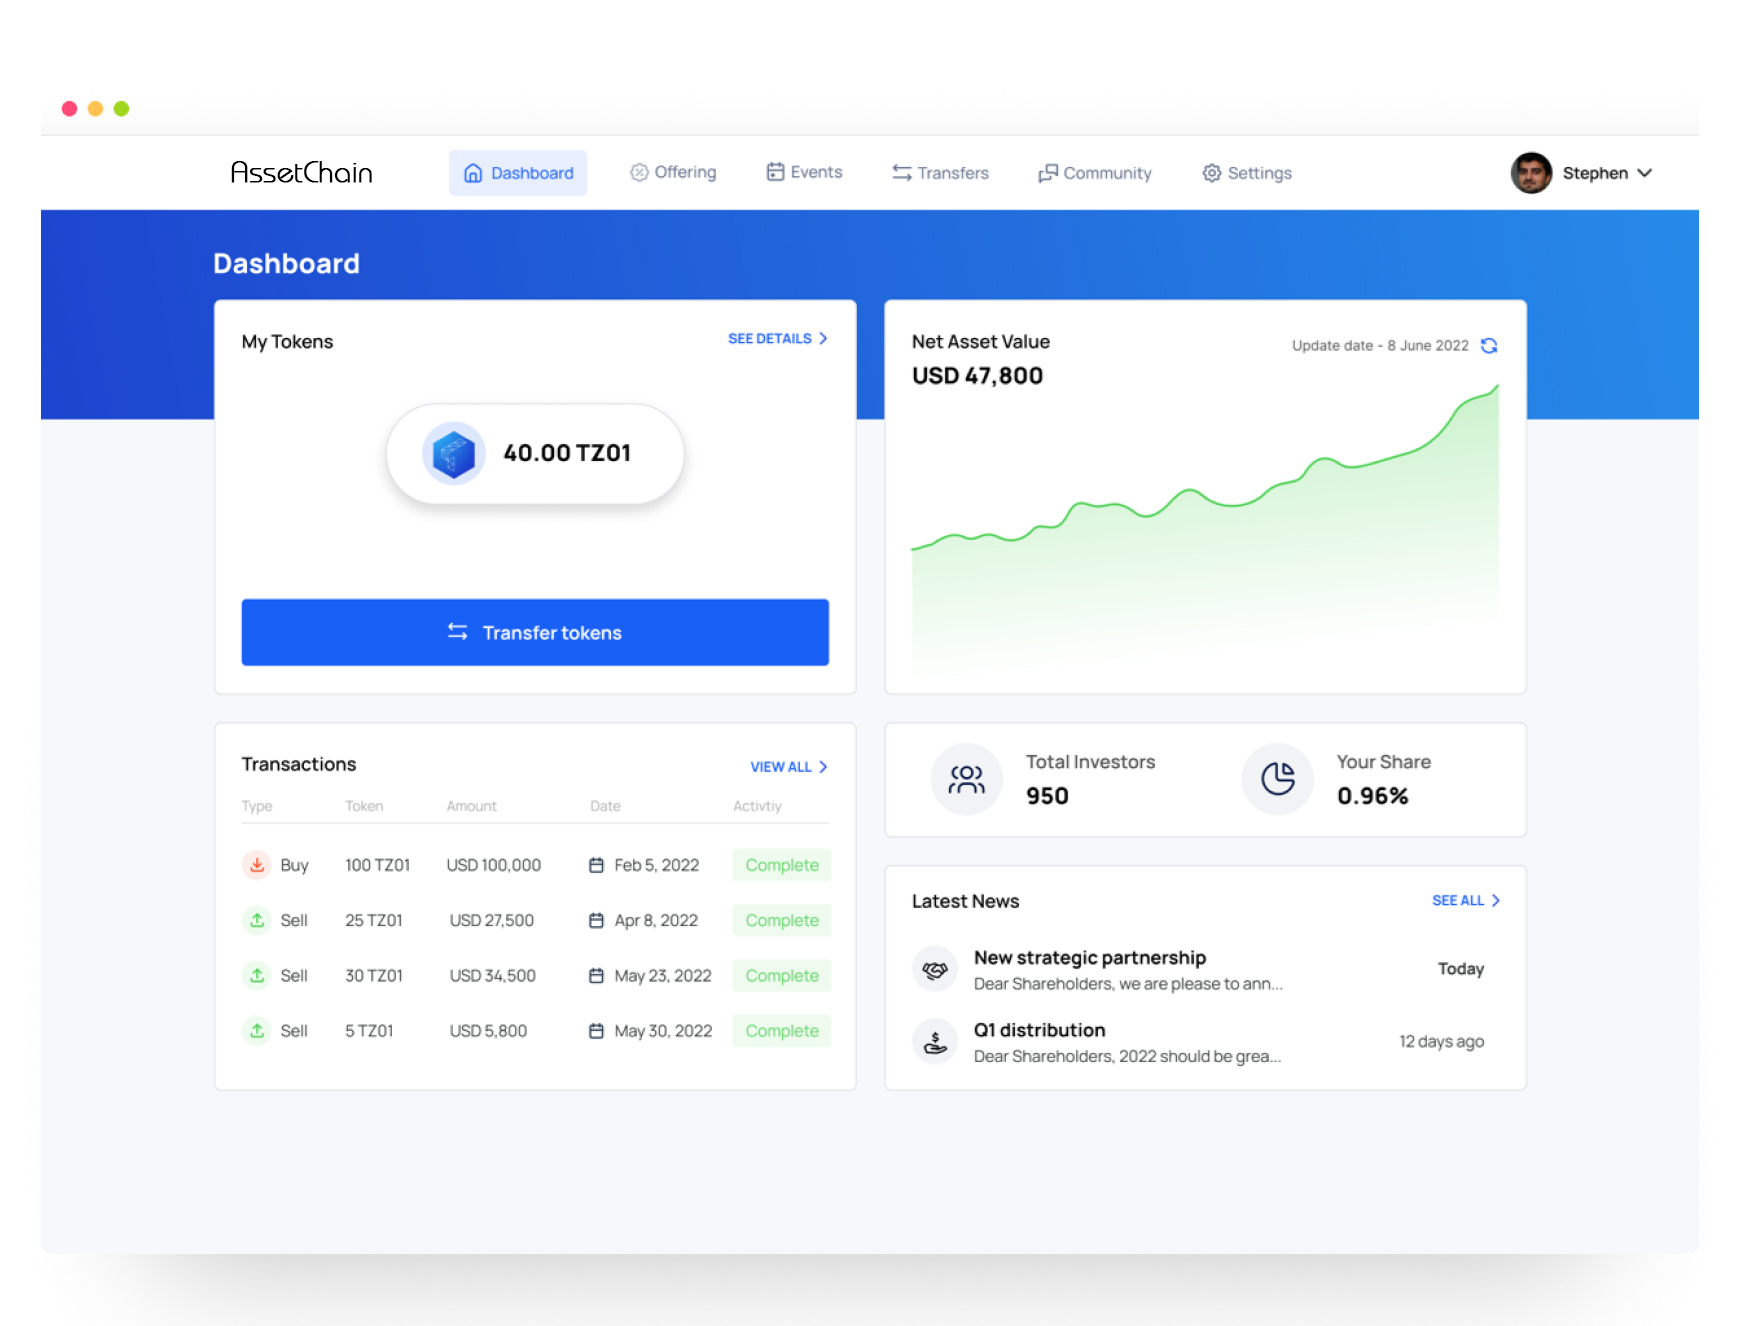 AssetChain
Dashboard
Offering
Events
Transfers
Community
Settings
Stephen
Dashboard
My Tokens
SEE DETAILS
40.00 TZ01
Transfer tokens
Net Asset Value
USD 47,800
Update date - 8 June 2022
Transactions
VIEW ALL
Type Token Amount Date Activtiy
Buy 100 TZ01 USD 100,000 Feb 5, 2022 Complete
Sell 25 TZ01 USD 27,500 Apr 8, 2022 Complete
Sell 30 TZ01 USD 34,500 May 23, 2022 Complete
Sell 5 TZ01 USD 5,800 May 30, 2022 Complete
Total Investors
950
Your Share
0.96%
Latest News
SEE ALL
New strategic partnership
Dear Shareholders, we are please to ann...
Today
Q1 distribution
Dear Shareholders, 2022 should be grea...
12 days ago